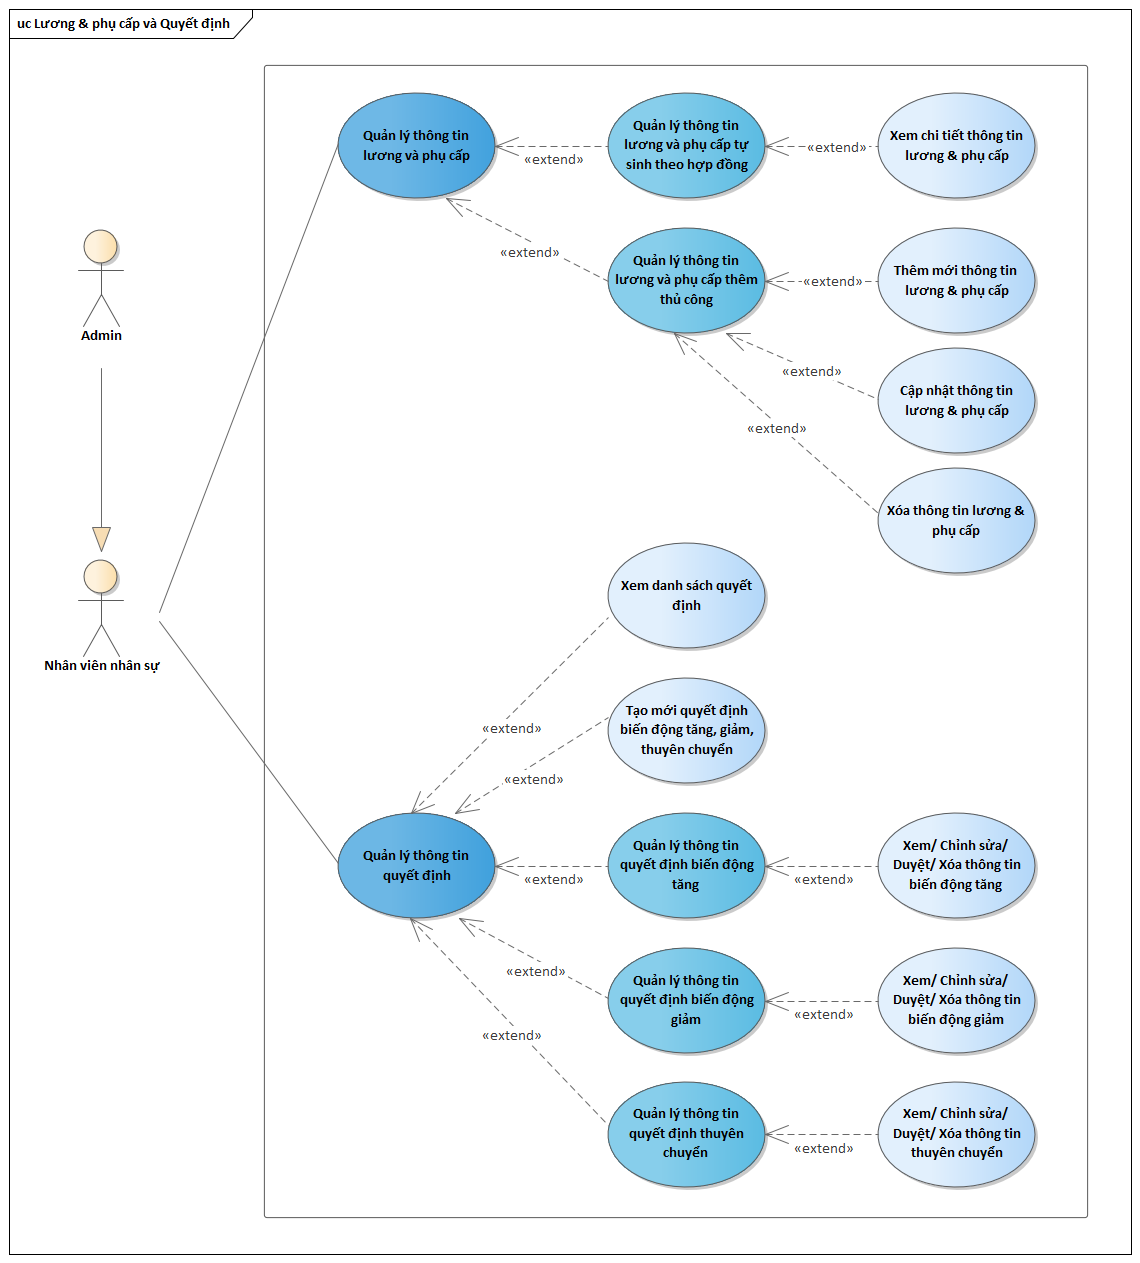 uc Lương & phụ cấp và Quyết định
Quản lý thông tin
lương và phụ cấp
«extend»
Quản lý thông tin
lương và phụ cấp tự
sinh theo hợp đồng
«extend»
Xem chi tiết thông tin
lương & phụ cấp
Admin
«extend»
Quản lý thông tin
lương và phụ cấp thêm
thủ công
«extend»
Thêm mới thông tin
lương & phụ cấp
«extend»
Cập nhật thông tin
lương & phụ cấp
«extend»
Xóa thông tin lương &
phụ cấp
Nhân viên nhân sự
Xem danh sách quyết
định
«extend»
Tạo mới quyết định
biến động tăng, giảm,
thuyên chuyển
«extend»
Quản lý thông tin
quyết định
«extend»
Quản lý thông tin
quyết định biến động
tăng
«extend»
Xem/ Chỉnh sửa/
Duyệt/ Xóa thông tin
biến động tăng
«extend»
Quản lý thông tin
quyết định biến động
giảm
«extend»
Xem/ Chỉnh sửa/
Duyệt/ Xóa thông tin
biến động giảm
«extend»
Quản lý thông tin
quyết định thuyên
chuyển
«extend»
Xem/ Chỉnh sửa/
Duyệt/ Xóa thông tin
thuyên chuyển